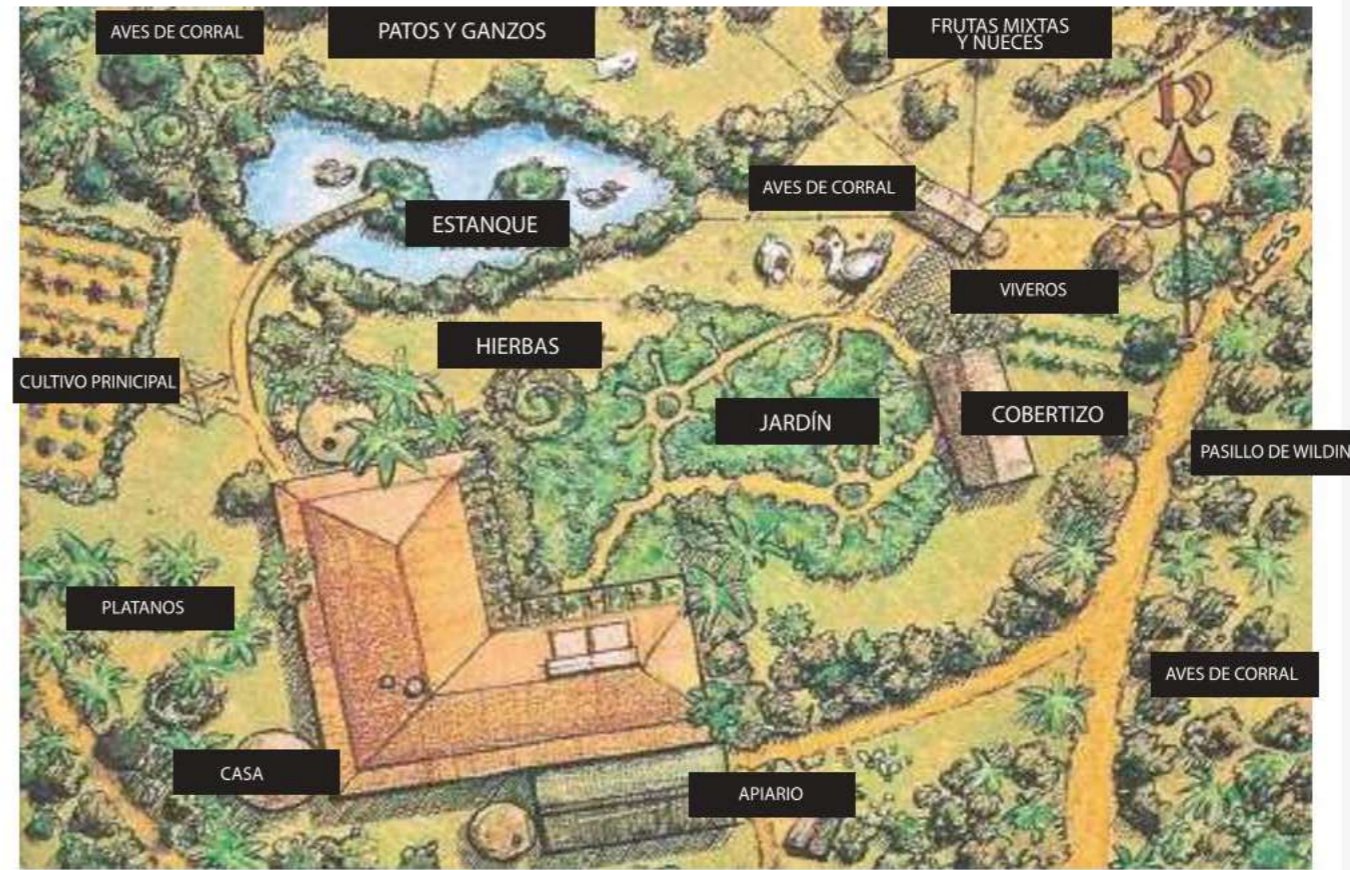 AVES DE CORRAL
PATOS Y GANZOS
FRUTAS MIXTAS
Y NUECES
N
AVES DE CORRAL
ESTANQUE
VIVEROS
HIERBAS
CULTIVO PRINICIPAL
JARDÍN
COBERTIZO
PASILLO DE WILDIN
PLATANOS
AVES DE CORRAL
CASA
APIARIO